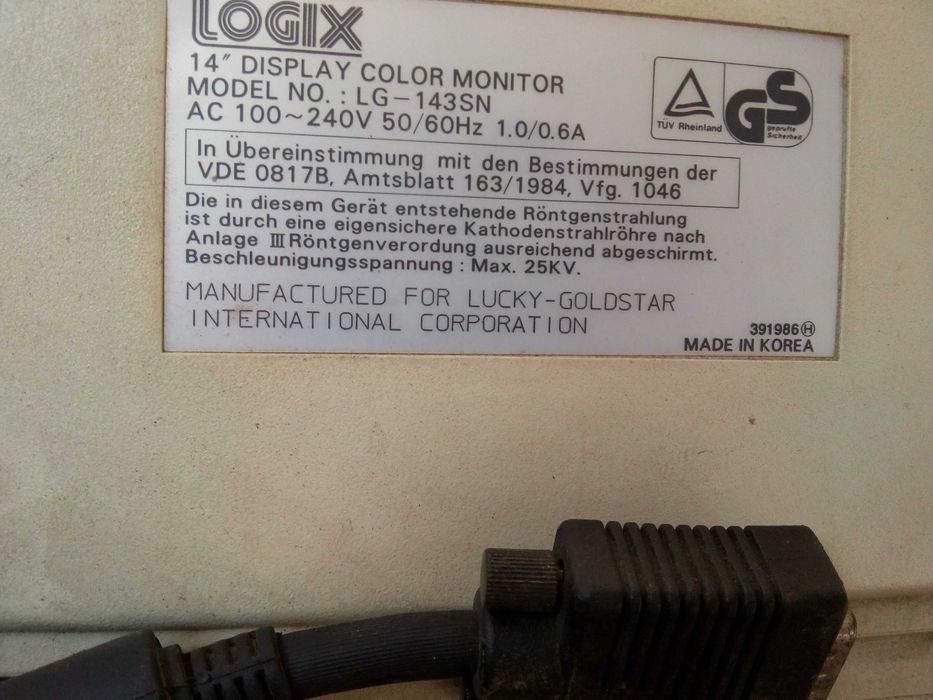 LOGIX
14″ DISPLAY COLOR MONITOR
MODEL NO. : LG-143SN
AC 100~240V 50/60Hz 1.0/0.6A
TÜV Rheinland
GS
geprüfte
Sicherheit
In Übereinstimmung mit den Bestimmungen der
VDE 0817B, Amtsblatt 163/1984, Vfg. 1046
Die in diesem Gerät entstehende Röntgenstrahlung
ist durch eine eigensichere Kathodenstrahlröhre nach
Anlage III Röntgenverordung ausreichend abgeschirmt.
Beschleunigungsspannung : Max. 25KV.
MANUFACTURED FOR LUCKY-GOLDSTAR
INTERNATIONAL CORPORATION
391986Ⓗ
MADE IN KOREA